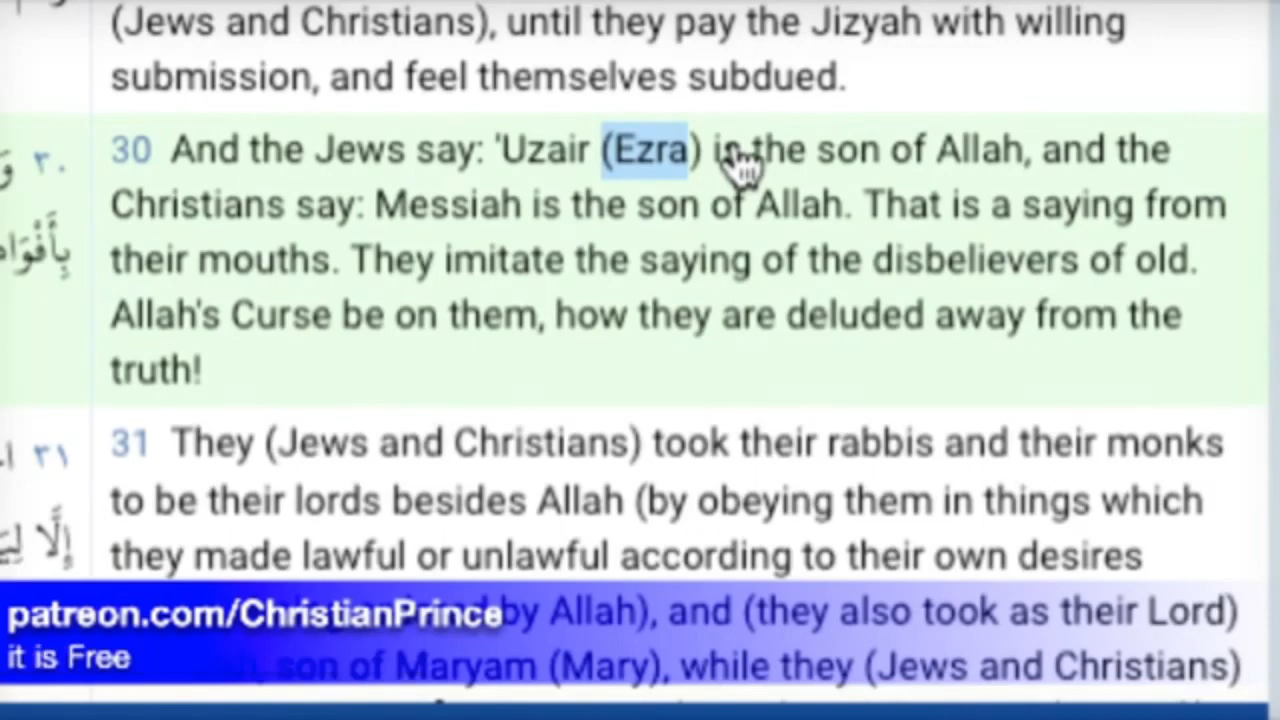 (Jews and Christians), until they pay the Jizyah with willing
submission, and feel themselves subdued.
٣٠
30 And the Jews say: 'Uzair (Ezra) is the son of Allah, and the
Christians say: Messiah is the son of Allah. That is a saying from
their mouths. They imitate the saying of the disbelievers of old.
Allah's Curse be on them, how they are deluded away from the
truth!
٣١
31 They (Jews and Christians) took their rabbis and their monks
to be their lords besides Allah (by obeying them in things which
they made lawful or unlawful according to their own desires
إِلَّا
by Allah), and (they also took as their Lord)
son of Maryam (Mary), while they (Jews and Christians)
patreon.com/ChristianPrince
it is Free